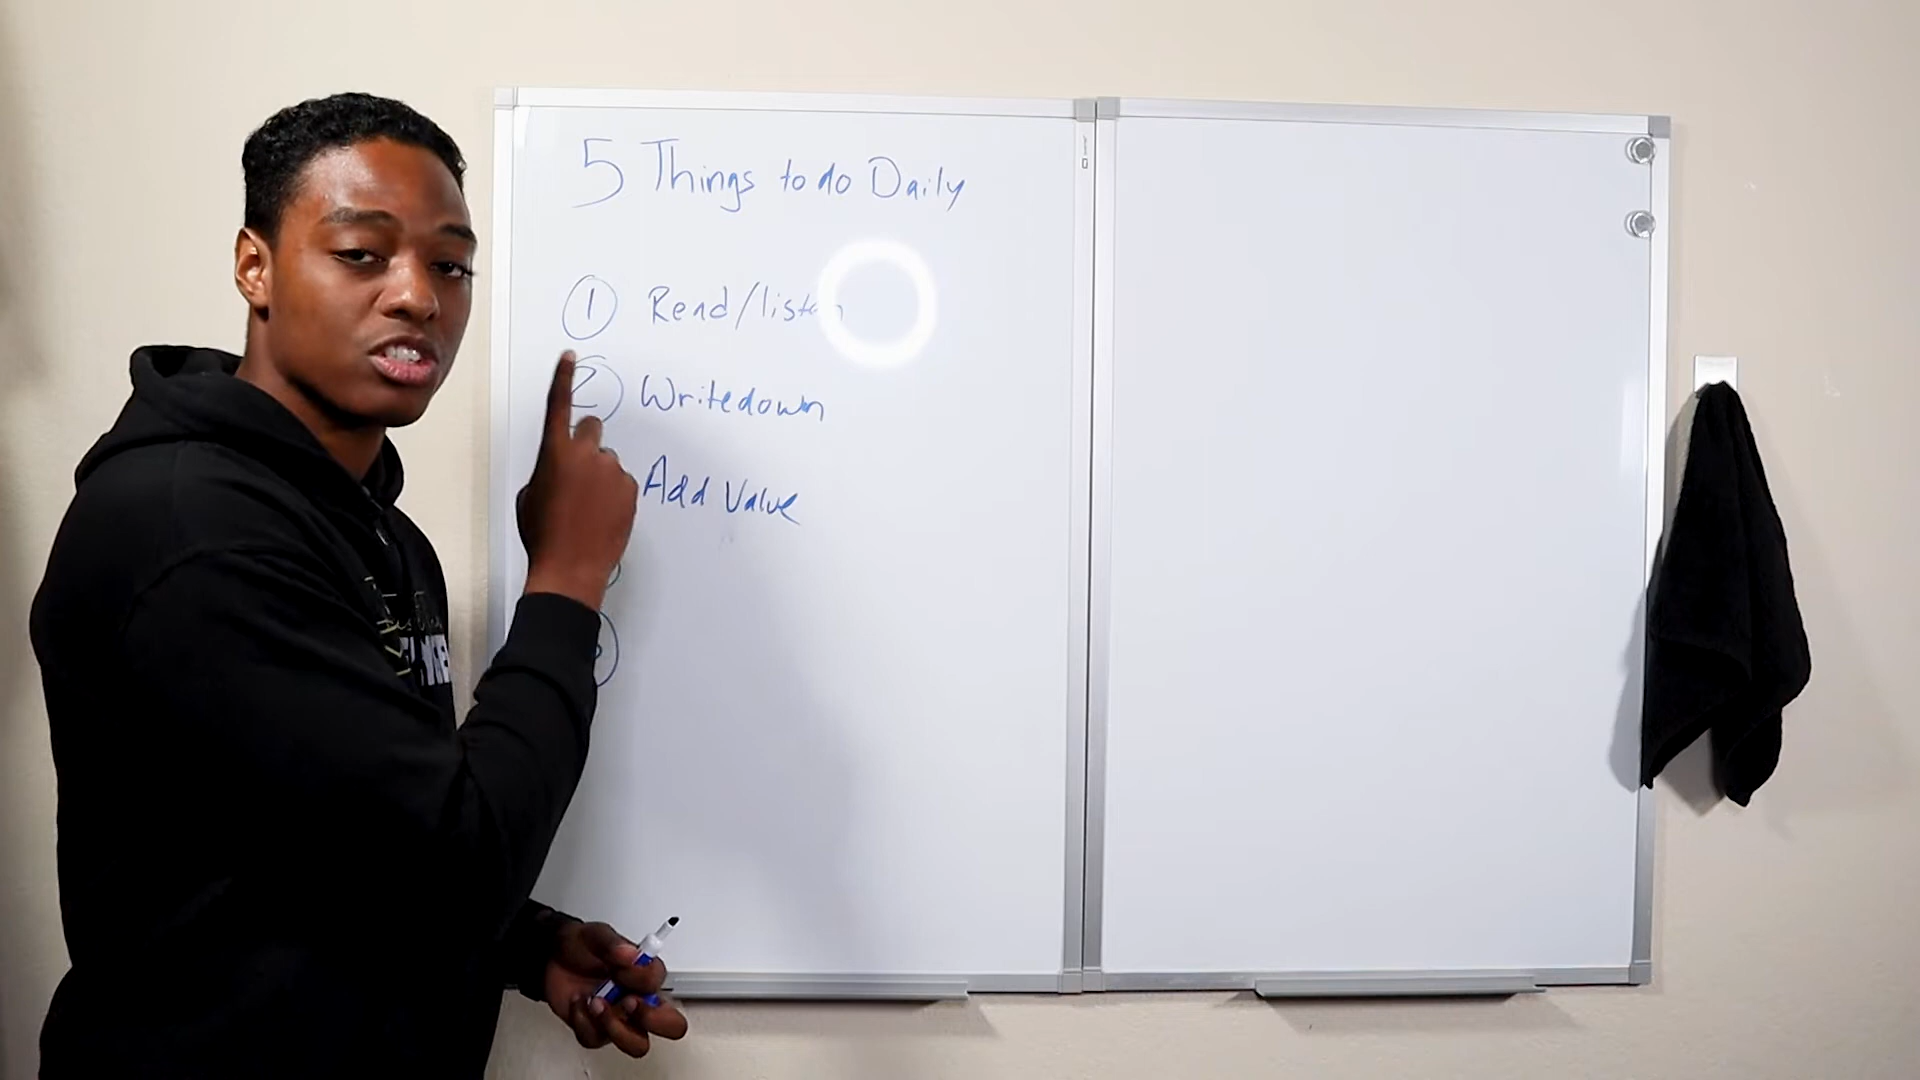 5 Things to do Daily
1 Read/listen
2 Writedown
Add Value